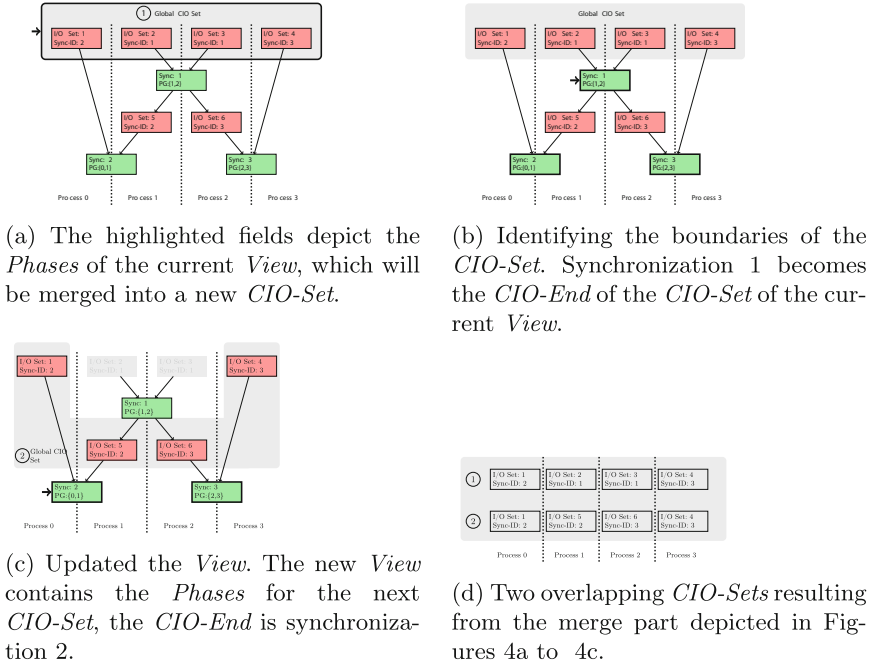 1 Global CIO Set
I/O Set: 1
Sync-ID: 2
I/O Set: 2
Sync-ID: 1
I/O Set: 3
Sync-ID: 1
I/O Set: 4
Sync-ID: 3
Sync: 1
PG:{1,2}
I/O Set: 5
Sync-ID: 2
I/O Set: 6
Sync-ID: 3
Sync: 2
PG:{0,1}
Sync: 3
PG:{2,3}
Process 0 Process 1 Process 2 Process 3
(a) The highlighted fields depict the
Phases of the current View, which will
be merged into a new CIO-Set.
Global CIO Set
I/O Set: 1
Sync-ID: 2
I/O Set: 2
Sync-ID: 1
I/O Set: 3
Sync-ID: 1
I/O Set: 4
Sync-ID: 3
Sync: 1
PG:{1,2}
I/O Set: 5
Sync-ID: 2
I/O Set: 6
Sync-ID: 3
Sync: 2
PG:{0,1}
Sync: 3
PG:{2,3}
Process 0 Process 1 Process 2 Process 3
(b) Identifying the boundaries of the
CIO-Set. Synchronization 1 becomes
the CIO-End of the CIO-Set of the cur-
rent View.
I/O Set: 1
Sync-ID: 2
I/O Set: 2
Sync-ID: 1
I/O Set: 3
Sync-ID: 1
I/O Set: 4
Sync-ID: 3
Sync: 1
PG:{1,2}
2 Global CIO
Set
I/O Set: 5
Sync-ID: 2
I/O Set: 6
Sync-ID: 3
Sync: 2
PG:{0,1}
Sync: 3
PG:{2,3}
Process 0 Process 1 Process 2 Process 3
(c) Updated the View. The new View
contains the Phases for the next
CIO-Set, the CIO-End is synchroniza-
tion 2.
1
I/O Set: 1
Sync-ID: 2
I/O Set: 2
Sync-ID: 1
I/O Set: 3
Sync-ID: 1
I/O Set: 4
Sync-ID: 3
2
I/O Set: 1
Sync-ID: 2
I/O Set: 5
Sync-ID: 2
I/O Set: 6
Sync-ID: 3
I/O Set: 4
Sync-ID: 3
Process 0 Process 1 Process 2 Process 3
(d) Two overlapping CIO-Sets resulting
from the merge part depicted in Fig-
ures 4a to 4c.